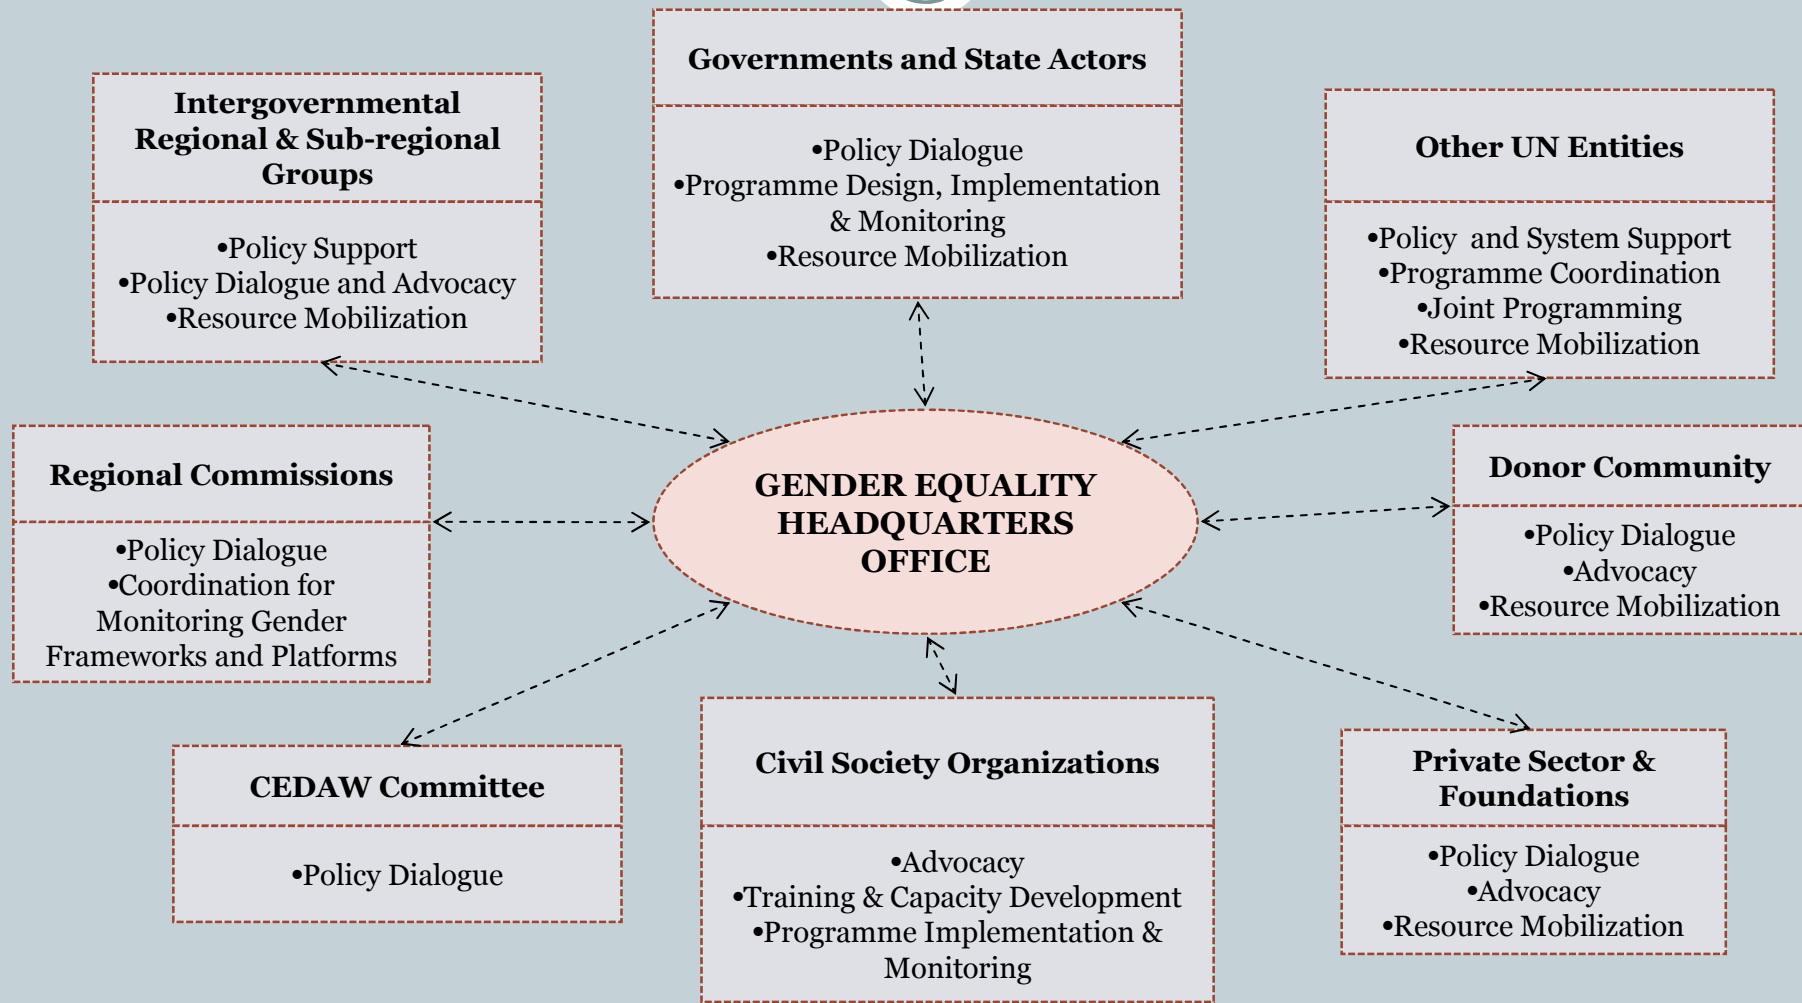 Governments and State Actors
•Policy Dialogue
•Programme Design, Implementation
& Monitoring
•Resource Mobilization
Intergovernmental
Regional & Sub-regional
Groups
•Policy Support
•Policy Dialogue and Advocacy
•Resource Mobilization
Other UN Entities
•Policy and System Support
•Programme Coordination
•Joint Programming
•Resource Mobilization
Regional Commissions
•Policy Dialogue
•Coordination for
Monitoring Gender
Frameworks and Platforms
GENDER EQUALITY
HEADQUARTERS
OFFICE
Donor Community
•Policy Dialogue
•Advocacy
•Resource Mobilization
CEDAW Committee
•Policy Dialogue
Civil Society Organizations
•Advocacy
•Training & Capacity Development
•Programme Implementation &
Monitoring
Private Sector &
Foundations
•Policy Dialogue
•Advocacy
•Resource Mobilization